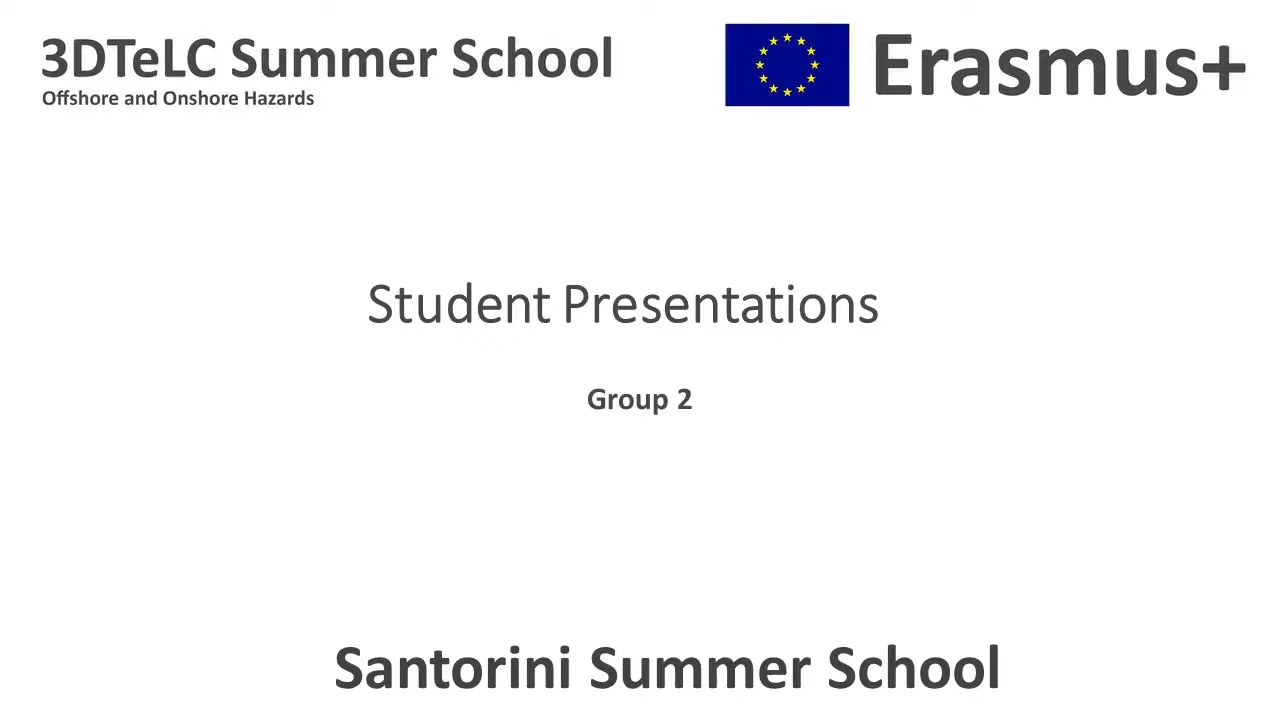 3DTeLC Summer School
Offshore and Onshore Hazards
Erasmus+
Student Presentations
Group 2
Santorini Summer School